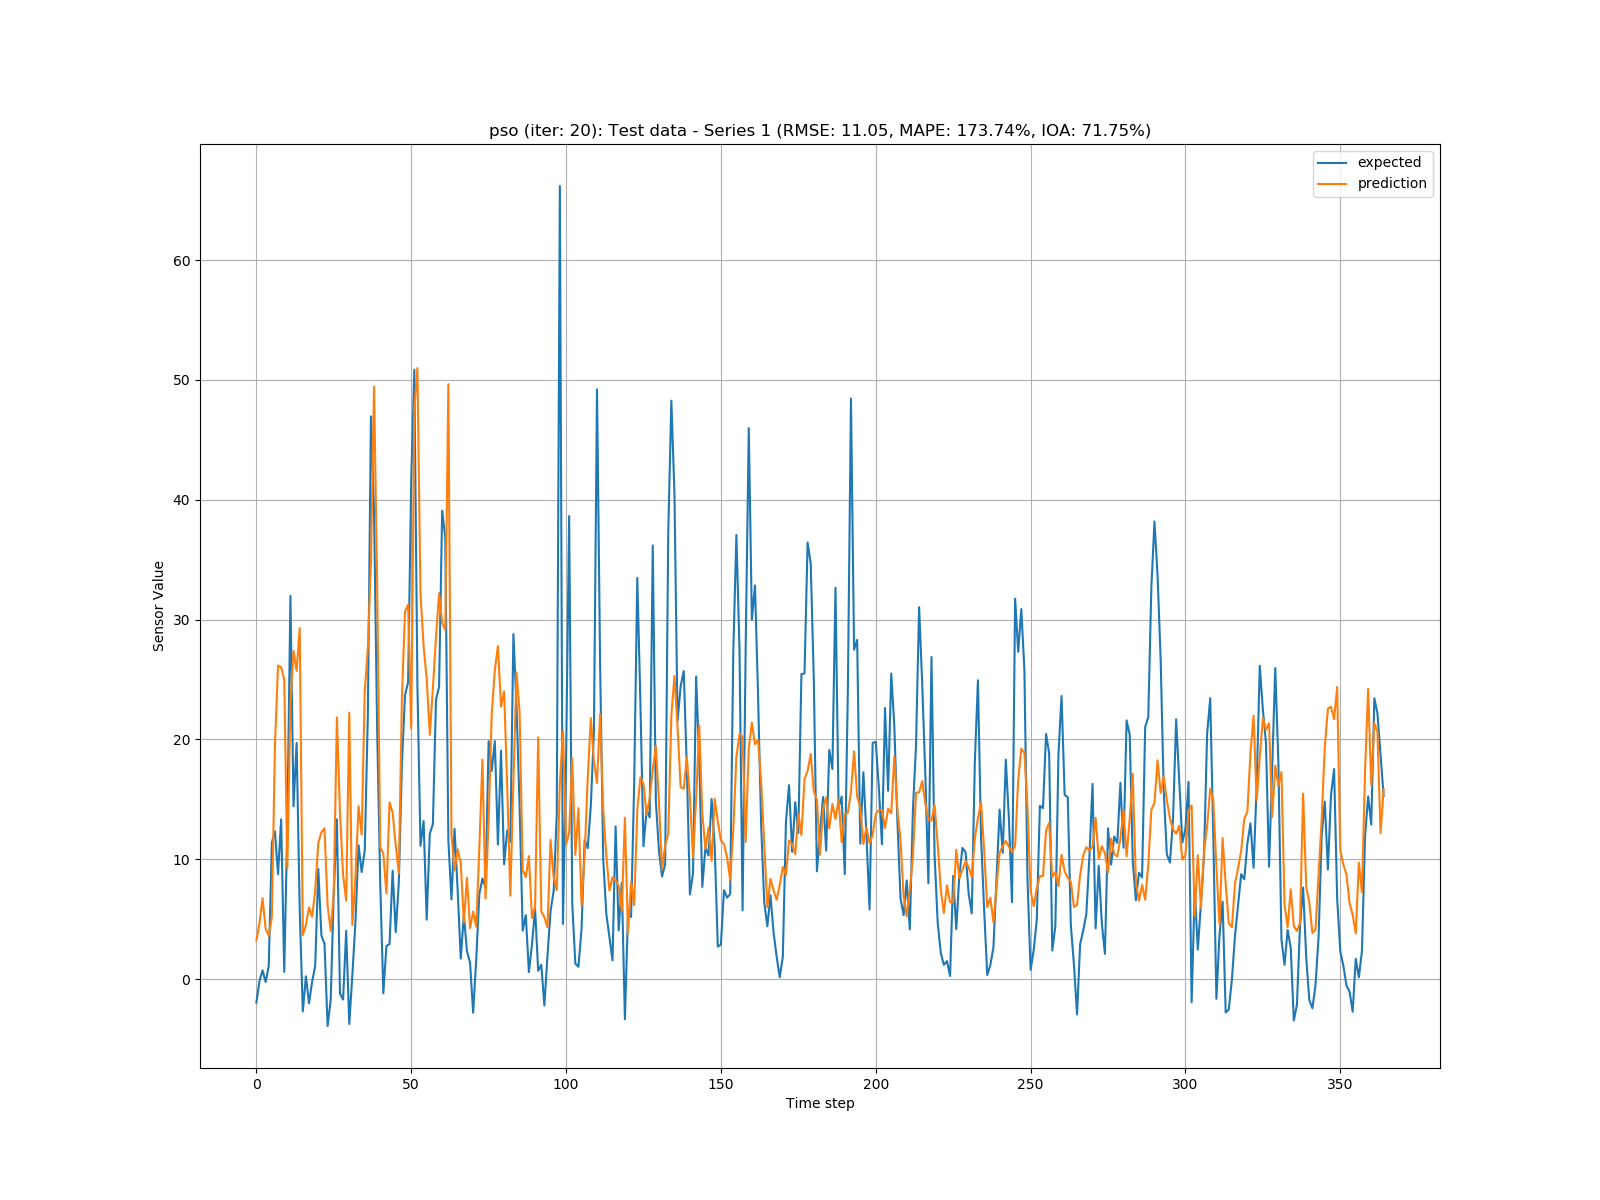 pso (iter: 20): Test data - Series 1 (RMSE: 11.05, MAPE: 173.74%, IOA: 71.75%)
expected
prediction
60
50
40
30
20
10
0
Sensor Value
0 50 100 150 200 250 300 350
Time step